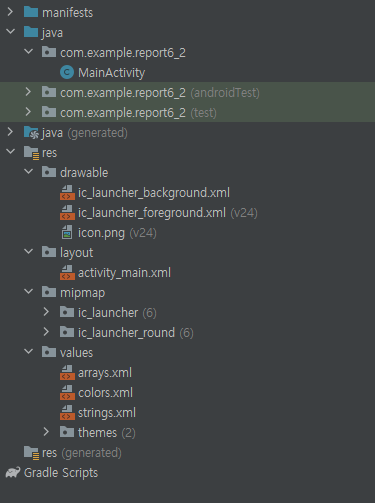 manifests
java
com.example.report6_2
C MainActivity
com.example.report6_2 (androidTest)
com.example.report6_2 (test)
java (generated)
res
drawable
ic_launcher_background.xml
ic_launcher_foreground.xml (v24)
icon.png (v24)
layout
activity_main.xml
mipmap
ic_launcher (6)
ic_launcher_round (6)
values
arrays.xml
colors.xml
strings.xml
themes (2)
res (generated)
Gradle Scripts